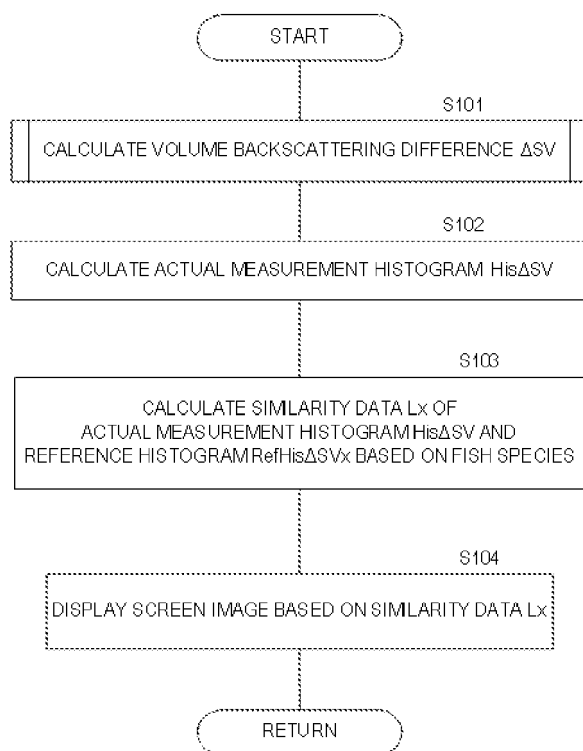 START
S101
CALCULATE VOLUME BACKSCATTERING DIFFERENCE ΔSV
S102
CALCULATE ACTUAL MEASUREMENT HISTOGRAM HisΔSV
S103
CALCULATE SIMILARITY DATA Lx OF
ACTUAL MEASUREMENT HISTOGRAM HisΔSV AND
REFERENCE HISTOGRAM RefHisΔSVx BASED ON FISH SPECIES
S104
DISPLAY SCREEN IMAGE BASED ON SIMILARITY DATA Lx
RETURN